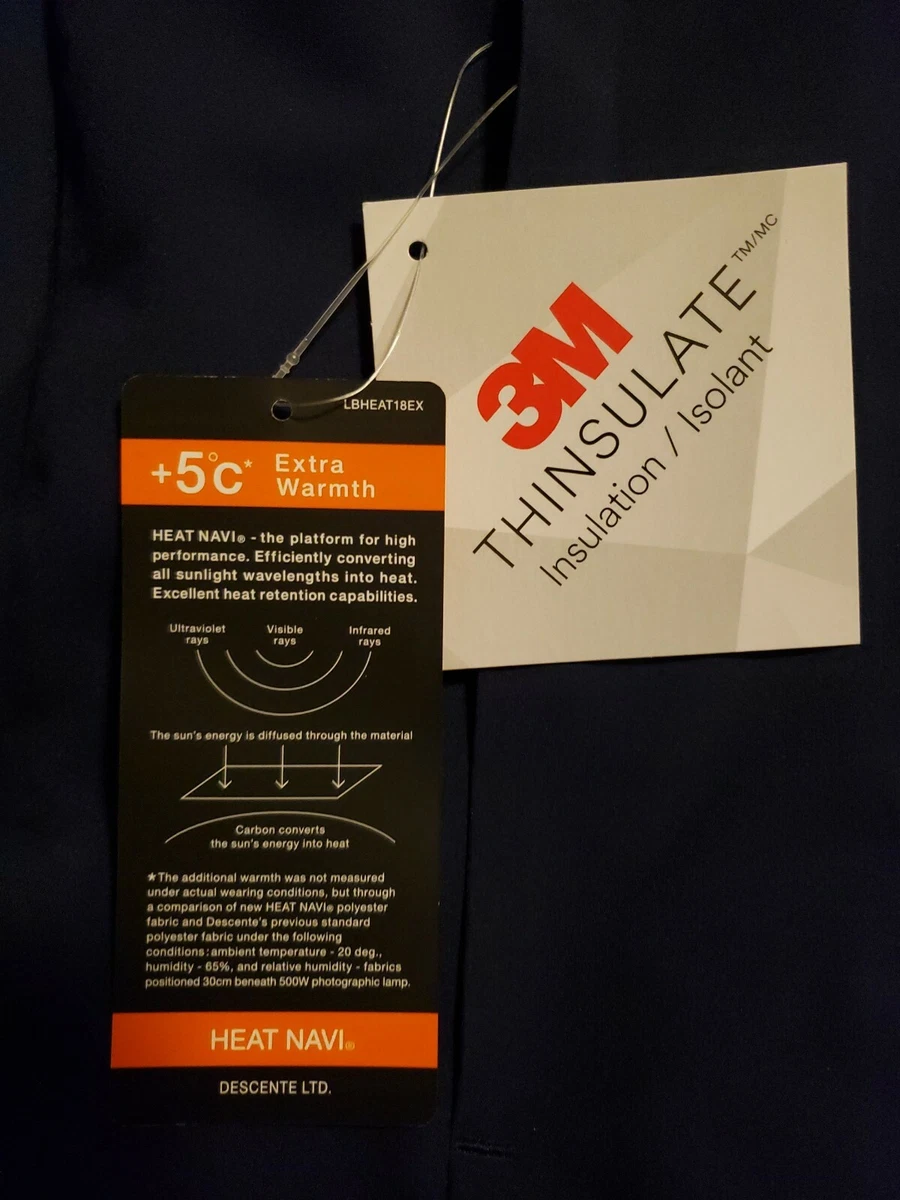 3M
THINSULATE™/MC
Insulation / Isolant
LBHEAT18EX
+5°C* Extra
Warmth
HEAT NAVI® - the platform for high
performance. Efficiently converting
all sunlight wavelengths into heat.
Excellent heat retention capabilities.
Ultraviolet Visible Infrared
rays rays rays
The sun's energy is diffused through the material
Carbon converts
the sun's energy into heat
★The additional warmth was not measured
under actual wearing conditions, but through
a comparison of new HEAT NAVI® polyester
fabric and Descente's previous standard
polyester fabric under the following
conditions:ambient temperature - 20 deg.,
humidity - 65%, and relative humidity - fabrics
positioned 30cm beneath 500W photographic lamp.
HEAT NAVI®
DESCENTE LTD.